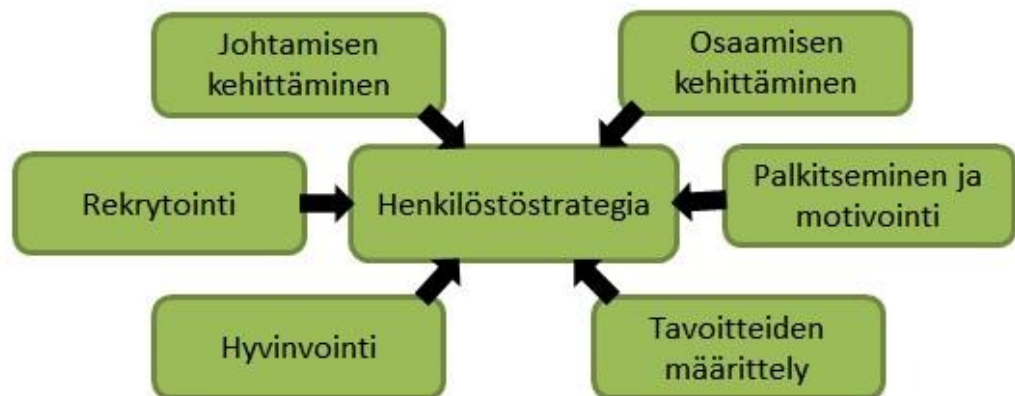 Johtamisen
kehittäminen
Osaamisen
kehittäminen
Rekrytointi
Henkilöstöstrategia
Palkitseminen ja
motivointi
Hyvinvointi
Tavoitteiden
määrittely